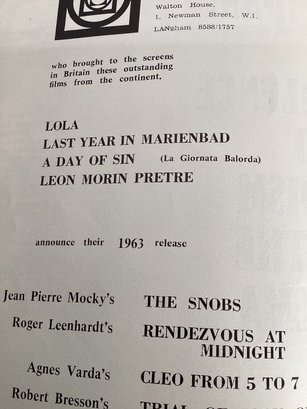 Walton House,
1, Newman Street, W.1.
LANgham 8588/1757
who brought to the screens
in Britain these outstanding
films from the continent.
LOLA
LAST YEAR IN MARIENBAD
A DAY OF SIN (La Giornata Balorda)
LEON MORIN PRETRE
announce their 1963 release
Jean Pierre Mocky's THE SNOBS
Roger Leenhardt's RENDEZVOUS AT
MIDNIGHT
Agnes Varda's CLEO FROM 5 TO 7
Robert Bresson's TRIAL OF